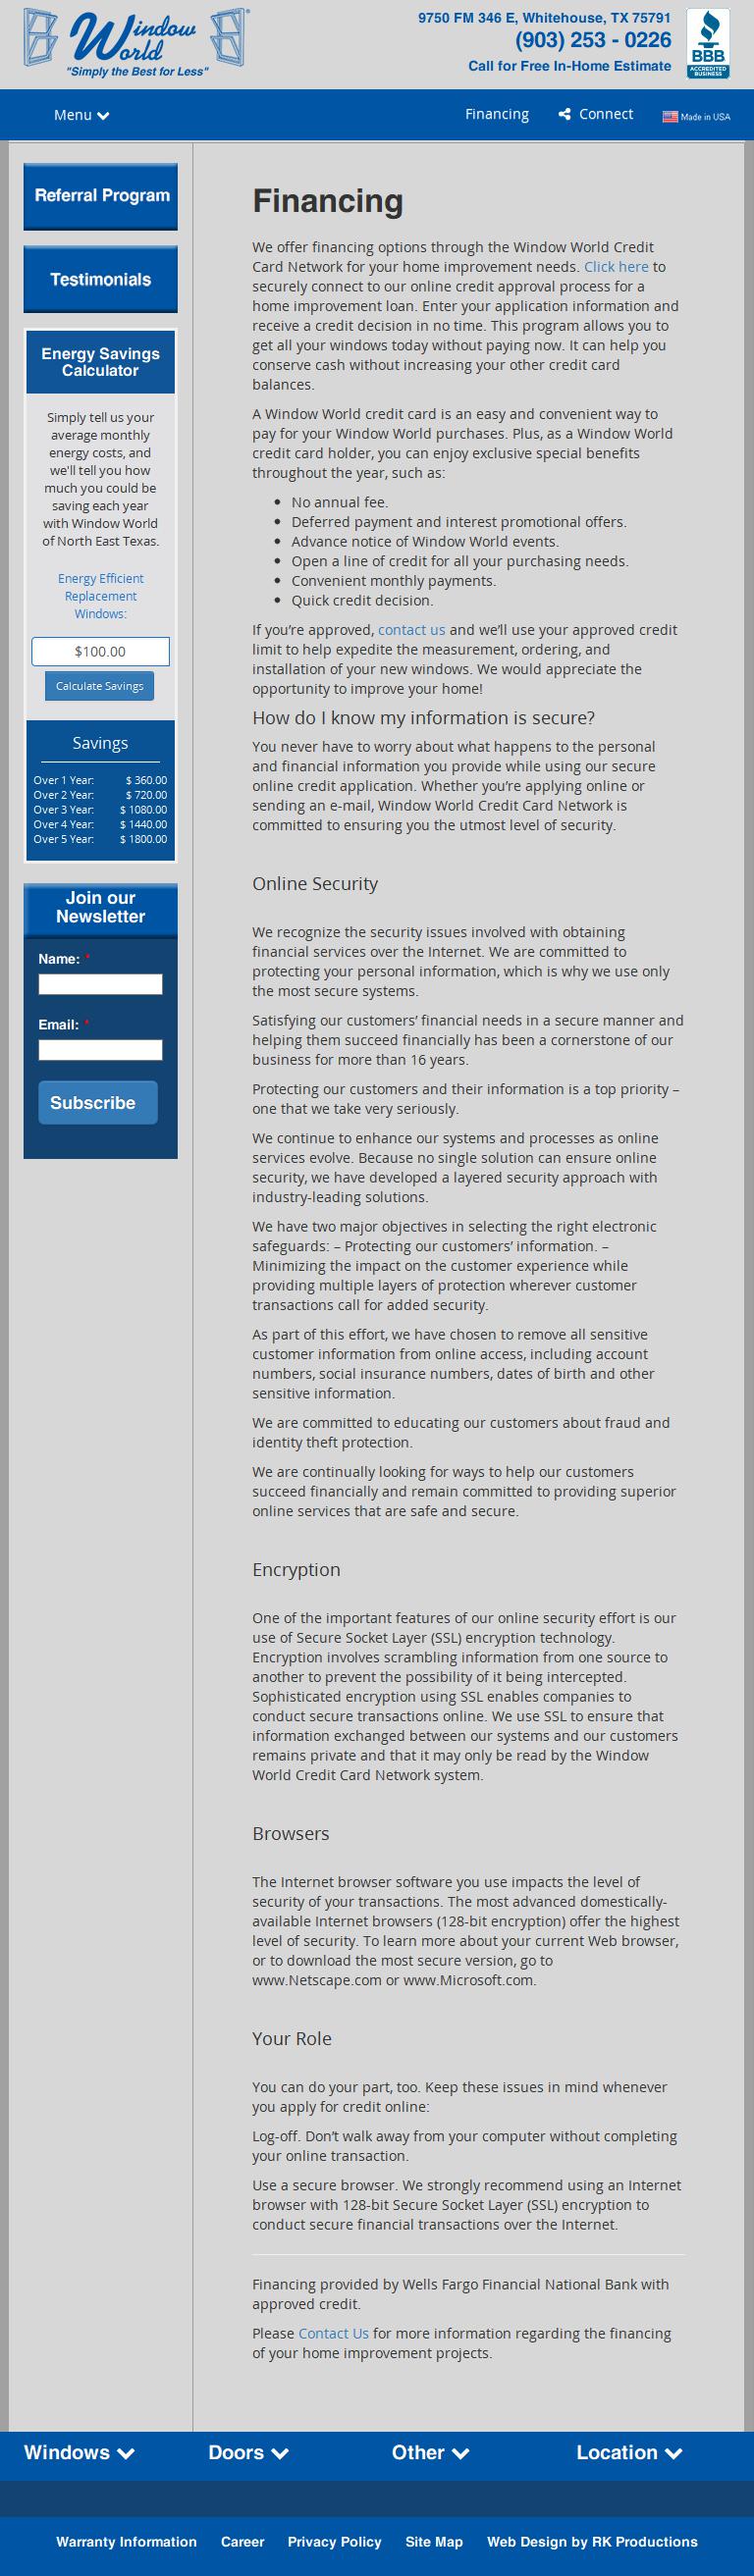 Window World®
"Simply the Best for Less"
9750 FM 346 E, Whitehouse, TX 75791
(903) 253 - 0226
Call for Free In-Home Estimate
BBB
ACCREDITED
BUSINESS
Menu
Financing
Connect
Made in USA
Referral Program
Testimonials
Energy Savings
Calculator
Simply tell us your
average monthly
energy costs, and
we'll tell you how
much you could be
saving each year
with Window World
of North East Texas.
Energy Efficient
Replacement
Windows:
$100.00
Calculate Savings
Savings
Over 1 Year: $ 360.00
Over 2 Year: $ 720.00
Over 3 Year: $ 1080.00
Over 4 Year: $ 1440.00
Over 5 Year: $ 1800.00
Join our
Newsletter
Name: *
Email: *
Subscribe
Financing
We offer financing options through the Window World Credit
Card Network for your home improvement needs. Click here to
securely connect to our online credit approval process for a
home improvement loan. Enter your application information and
receive a credit decision in no time. This program allows you to
get all your windows today without paying now. It can help you
conserve cash without increasing your other credit card
balances.
A Window World credit card is an easy and convenient way to
pay for your Window World purchases. Plus, as a Window World
credit card holder, you can enjoy exclusive special benefits
throughout the year, such as:
• No annual fee.
• Deferred payment and interest promotional offers.
• Advance notice of Window World events.
• Open a line of credit for all your purchasing needs.
• Convenient monthly payments.
• Quick credit decision.
If you’re approved, contact us and we’ll use your approved credit
limit to help expedite the measurement, ordering, and
installation of your new windows. We would appreciate the
opportunity to improve your home!
How do I know my information is secure?
You never have to worry about what happens to the personal
and financial information you provide while using our secure
online credit application. Whether you’re applying online or
sending an e-mail, Window World Credit Card Network is
committed to ensuring you the utmost level of security.
Online Security
We recognize the security issues involved with obtaining
financial services over the Internet. We are committed to
protecting your personal information, which is why we use only
the most secure systems.
Satisfying our customers’ financial needs in a secure manner and
helping them succeed financially has been a cornerstone of our
business for more than 16 years.
Protecting our customers and their information is a top priority –
one that we take very seriously.
We continue to enhance our systems and processes as online
services evolve. Because no single solution can ensure online
security, we have developed a layered security approach with
industry-leading solutions.
We have two major objectives in selecting the right electronic
safeguards: – Protecting our customers’ information. –
Minimizing the impact on the customer experience while
providing multiple layers of protection wherever customer
transactions call for added security.
As part of this effort, we have chosen to remove all sensitive
customer information from online access, including account
numbers, social insurance numbers, dates of birth and other
sensitive information.
We are committed to educating our customers about fraud and
identity theft protection.
We are continually looking for ways to help our customers
succeed financially and remain committed to providing superior
online services that are safe and secure.
Encryption
One of the important features of our online security effort is our
use of Secure Socket Layer (SSL) encryption technology.
Encryption involves scrambling information from one source to
another to prevent the possibility of it being intercepted.
Sophisticated encryption using SSL enables companies to
conduct secure transactions online. We use SSL to ensure that
information exchanged between our systems and our customers
remains private and that it may only be read by the Window
World Credit Card Network system.
Browsers
The Internet browser software you use impacts the level of
security of your transactions. The most advanced domestically-
available Internet browsers (128-bit encryption) offer the highest
level of security. To learn more about your current Web browser,
or to download the most secure version, go to
www.Netscape.com or www.Microsoft.com.
Your Role
You can do your part, too. Keep these issues in mind whenever
you apply for credit online:
Log-off. Don’t walk away from your computer without completing
your online transaction.
Use a secure browser. We strongly recommend using an Internet
browser with 128-bit Secure Socket Layer (SSL) encryption to
conduct secure financial transactions over the Internet.
Financing provided by Wells Fargo Financial National Bank with
approved credit.
Please Contact Us for more information regarding the financing
of your home improvement projects.
Windows
Doors
Other
Location
Warranty Information
Career
Privacy Policy
Site Map
Web Design by RK Productions